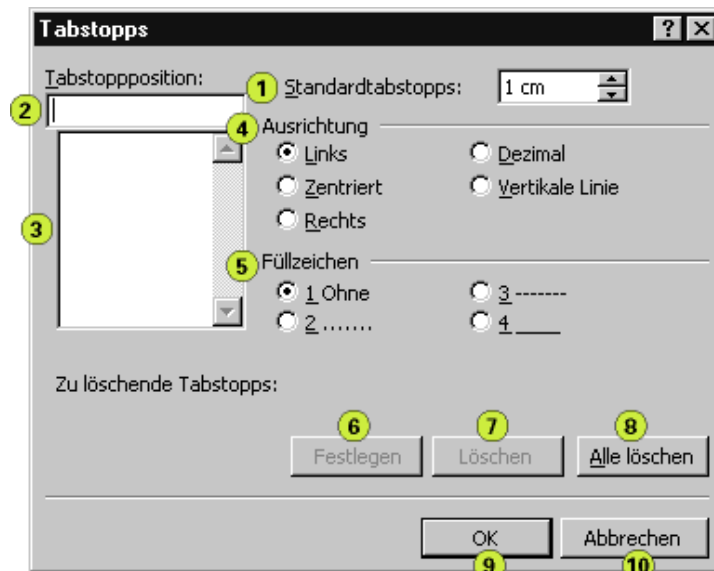 Tabstopps
Tabstoppposition:
1 Standardtabstopps: 1 cm
2
4 Ausrichtung
Links Dezimal
Zentriert Vertikale Linie
3
Rechts
5 Füllzeichen
1 Ohne 3 -------
2 ....... 4 ____
Zu löschende Tabstopps:
6 7 8
Festlegen Löschen Alle löschen
OK Abbrechen
9 10